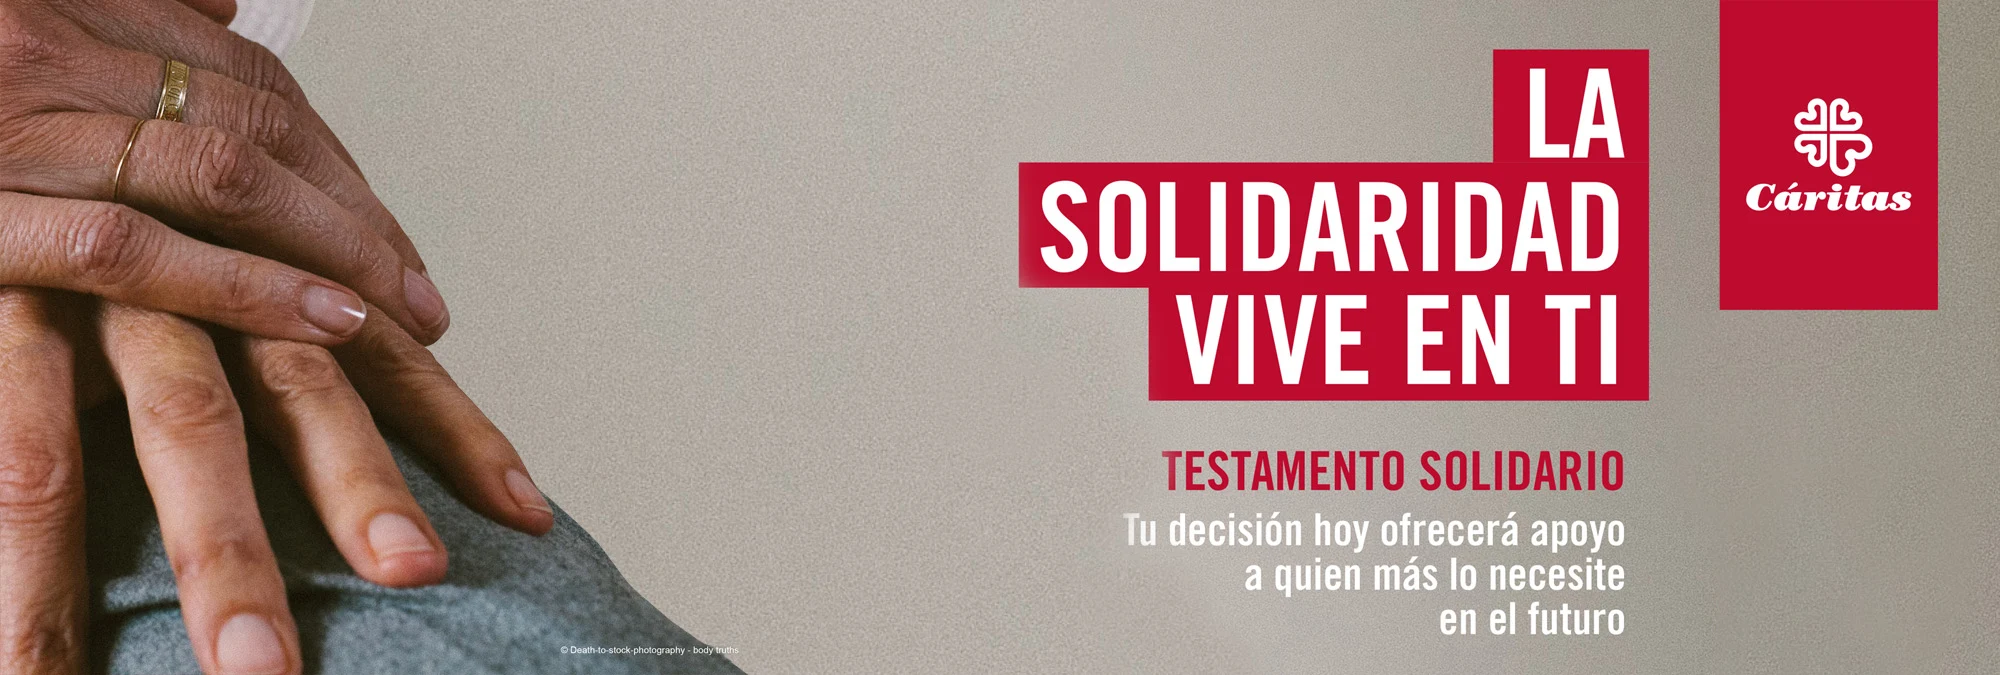 LA
SOLIDARIDAD
VIVE EN TI
Cáritas
TESTAMENTO SOLIDARIO
Tu decisión hoy ofrecerá apoyo
a quien más lo necesite
en el futuro
© Death-to-stock-photography - body truths